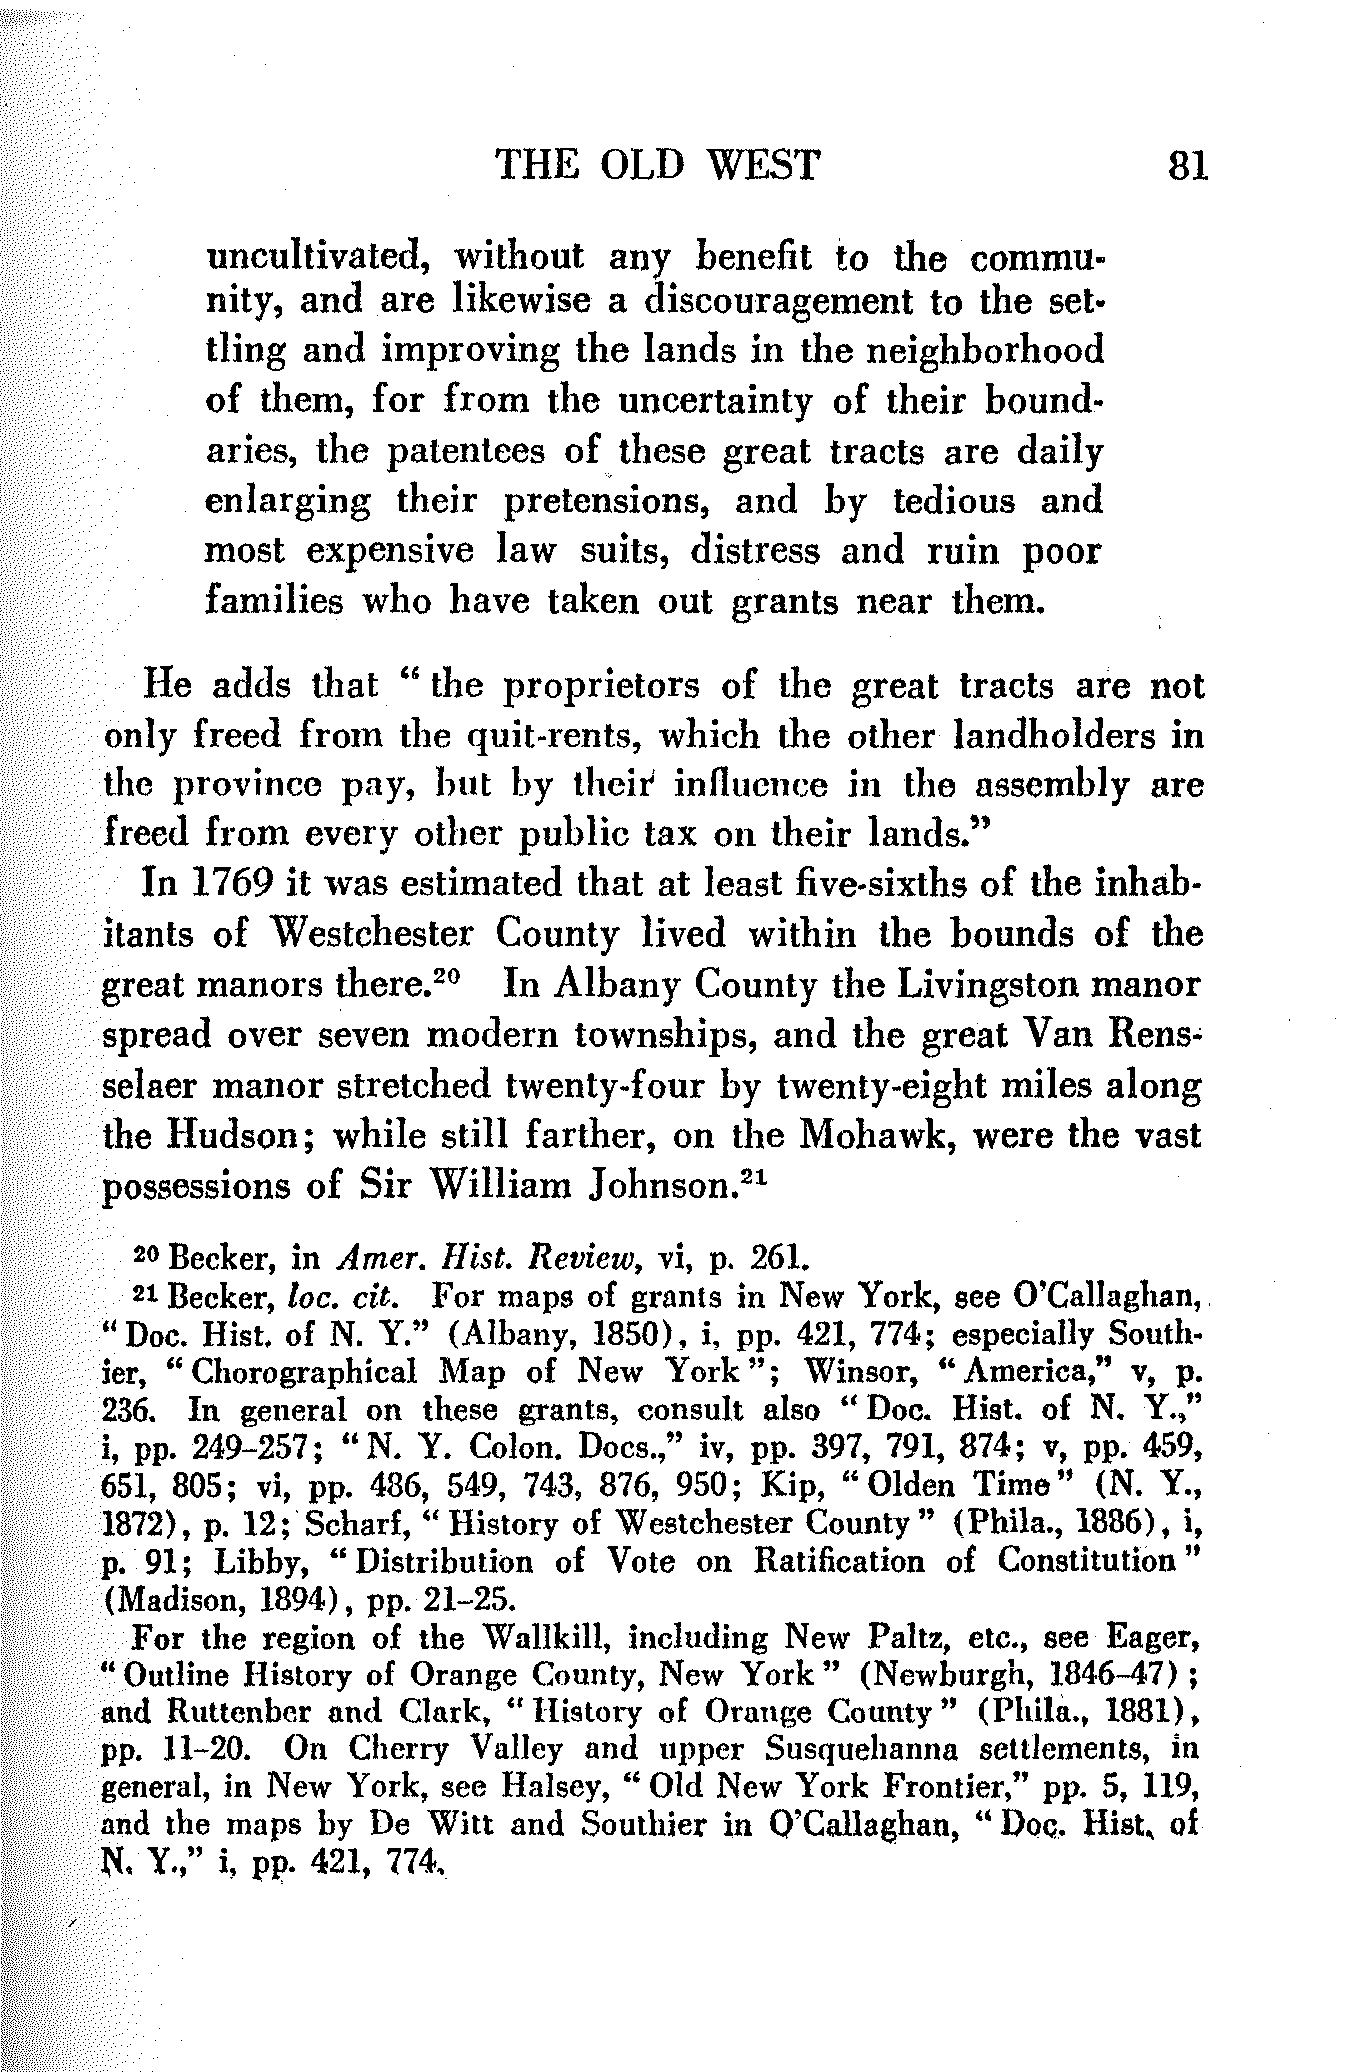 THE OLD WEST 81
uncultivated, without any benefit to the commu-
nity, and are likewise a discouragement to the set-
tling and improving the lands in the neighborhood
of them, for from the uncertainty of their bound-
aries, the patentees of these great tracts are daily
enlarging their pretensions, and by tedious and
most expensive law suits, distress and ruin poor
families who have taken out grants near them.
He adds that “ the proprietors of the great tracts are not
only freed from the quit-rents, which the other landholders in
the province pay, but by their influence in the assembly are
freed from every other public tax on their lands.”
In 1769 it was estimated that at least five-sixths of the inhab-
itants of Westchester County lived within the bounds of the
great manors there.²⁰ In Albany County the Livingston manor
spread over seven modern townships, and the great Van Rens-
selaer manor stretched twenty-four by twenty-eight miles along
the Hudson; while still farther, on the Mohawk, were the vast
possessions of Sir William Johnson.²¹
²⁰ Becker, in Amer. Hist. Review, vi, p. 261.
²¹ Becker, loc. cit. For maps of grants in New York, see O’Callaghan,
“ Doc. Hist. of N. Y.” (Albany, 1850), i, pp. 421, 774; especially South-
ier, “ Chorographical Map of New York ”; Winsor, “ America,” v, p.
236. In general on these grants, consult also “ Doc. Hist. of N. Y.,”
i, pp. 249–257; “ N. Y. Colon. Docs.,” iv, pp. 397, 791, 874; v, pp. 459,
651, 805; vi, pp. 486, 549, 743, 876, 950; Kip, “ Olden Time ” (N. Y.,
1872), p. 12; Scharf, “ History of Westchester County ” (Phila., 1886), i,
p. 91; Libby, “ Distribution of Vote on Ratification of Constitution ”
(Madison, 1894), pp. 21–25.
For the region of the Wallkill, including New Paltz, etc., see Eager,
“ Outline History of Orange County, New York ” (Newburgh, 1846–47) ;
and Ruttenber and Clark, “ History of Orange County ” (Phila., 1881),
pp. 11–20. On Cherry Valley and upper Susquehanna settlements, in
general, in New York, see Halsey, “ Old New York Frontier,” pp. 5, 119,
and the maps by De Witt and Southier in O’Callaghan, “ Doc. Hist. of
N. Y.,” i, pp. 421, 774.